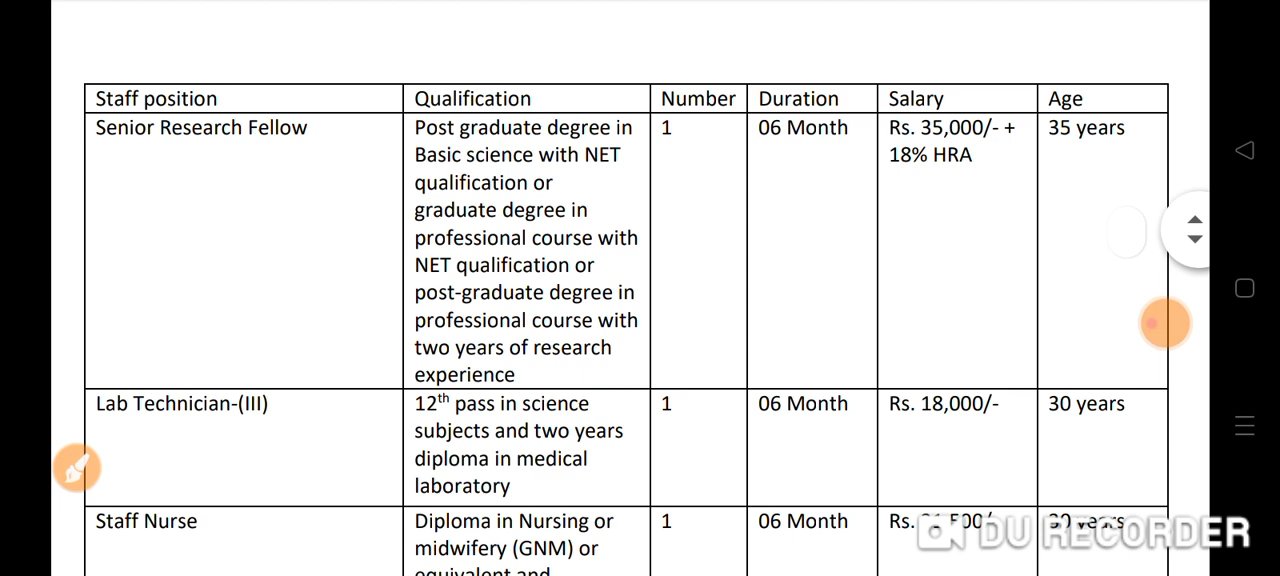 Staff position Qualification Number Duration Salary Age
Senior Research Fellow Post graduate degree in 1 06 Month Rs. 35,000/- + 35 years
Basic science with NET 18% HRA
qualification or
graduate degree in
professional course with
NET qualification or
post-graduate degree in
professional course with
two years of research
experience
Lab Technician-(III) 12th pass in science 1 06 Month Rs. 18,000/- 30 years
subjects and two years
diploma in medical
laboratory
Staff Nurse Diploma in Nursing or 1 06 Month Rs. 30 years
midwifery (GNM) or
equivalent and
DU RECORDER